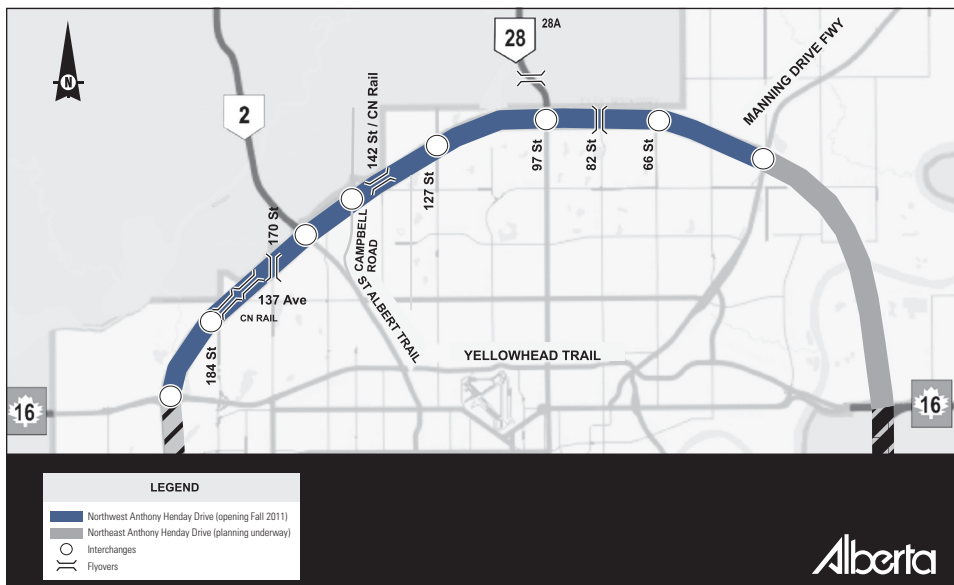 28
28A
N
2
MANNING DRIVE FWY
142 St / CN Rail
127 St
97 St
82 St
66 St
170 St
CAMPBELL
ROAD
137 Ave
CN RAIL
ST ALBERT TRAIL
184 St
YELLOWHEAD TRAIL
16
16
LEGEND
Northwest Anthony Henday Drive (opening Fall 2011)
Northeast Anthony Henday Drive (planning underway)
Interchanges
Flyovers
Alberta